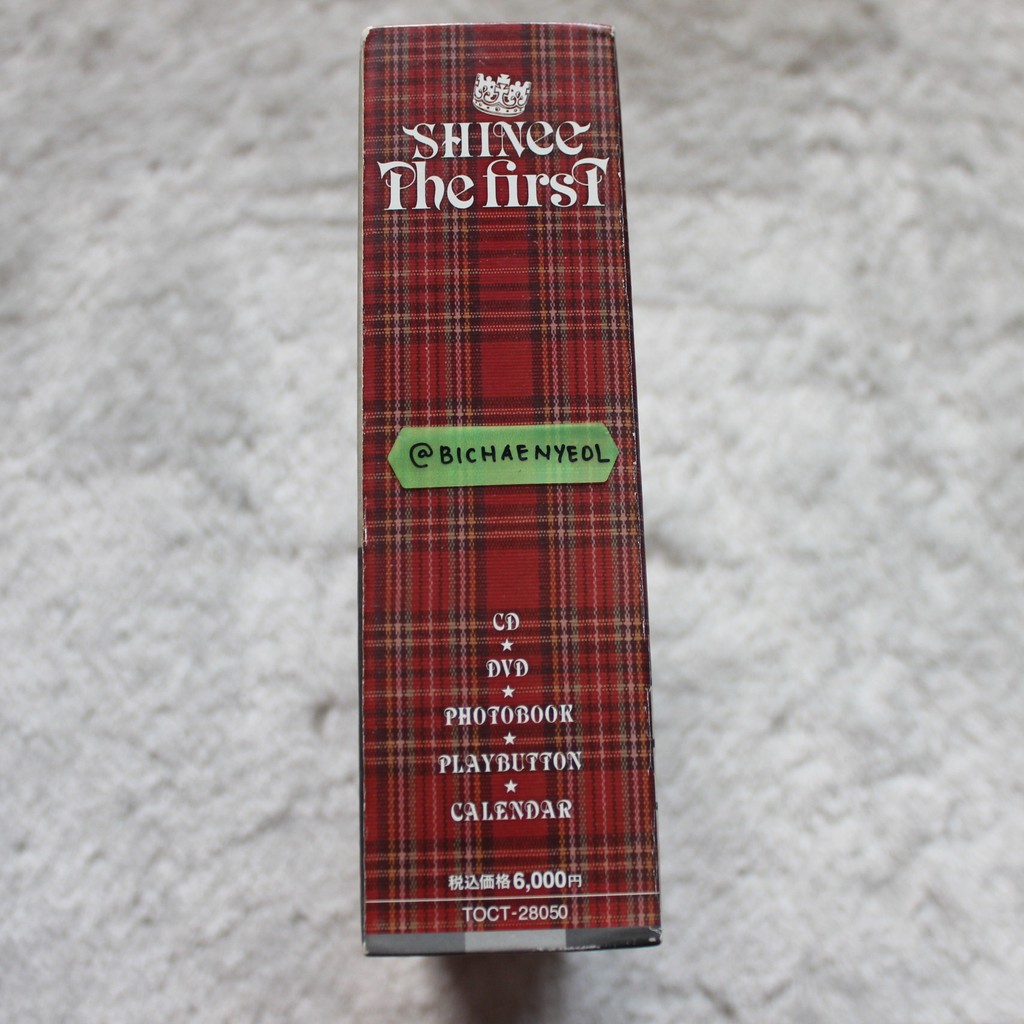 SHINee
The first
@BICHAENYEOL
CD
★
DVD
★
PHOTOBOOK
★
PLAYBUTTON
★
CALENDAR
税込価格6,000円
TOCT-28050